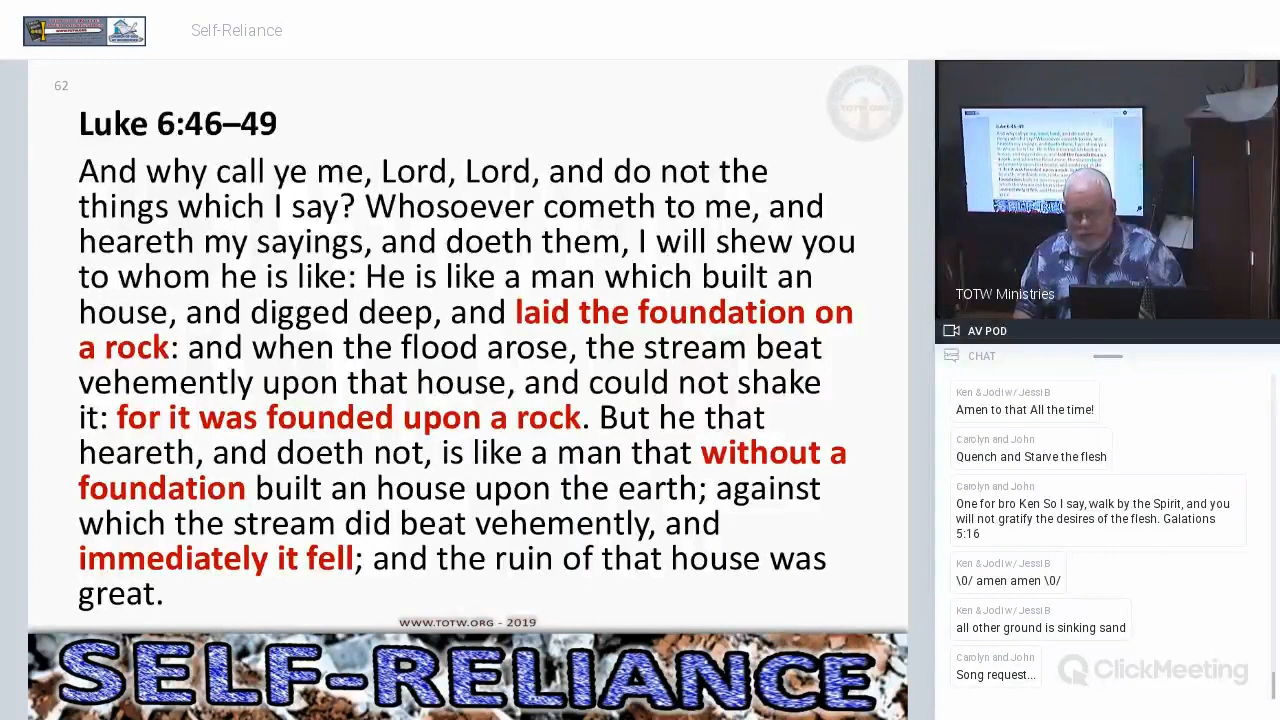 WWW.TOTW.ORG
Self-Reliance
62
TOTW.ORG
Luke 6:46–49
And why call ye me, Lord, Lord, and do not the
things which I say? Whosoever cometh to me, and
heareth my sayings, and doeth them, I will shew you
to whom he is like: He is like a man which built an
house, and digged deep, and laid the foundation on
a rock: and when the flood arose, the stream beat
vehemently upon that house, and could not shake
it: for it was founded upon a rock. But he that
heareth, and doeth not, is like a man that without a
foundation built an house upon the earth; against
which the stream did beat vehemently, and
immediately it fell; and the ruin of that house was
great.
WWW.TOTW.ORG - 2019
SELF-RELIANCE
Luke 6:46–49
TOTW Ministries
AV POD
CHAT
Ken & Jodi w/ Jessi B
Amen to that All the time!
Carolyn and John
Quench and Starve the flesh
Carolyn and John
One for bro Ken So I say, walk by the Spirit, and you
will not gratify the desires of the flesh. Galations
5:16
Ken & Jodi w/ Jessi B
\0/ amen amen \0/
Ken & Jodi w/ Jessi B
all other ground is sinking sand
Carolyn and John
Song request...
ClickMeeting